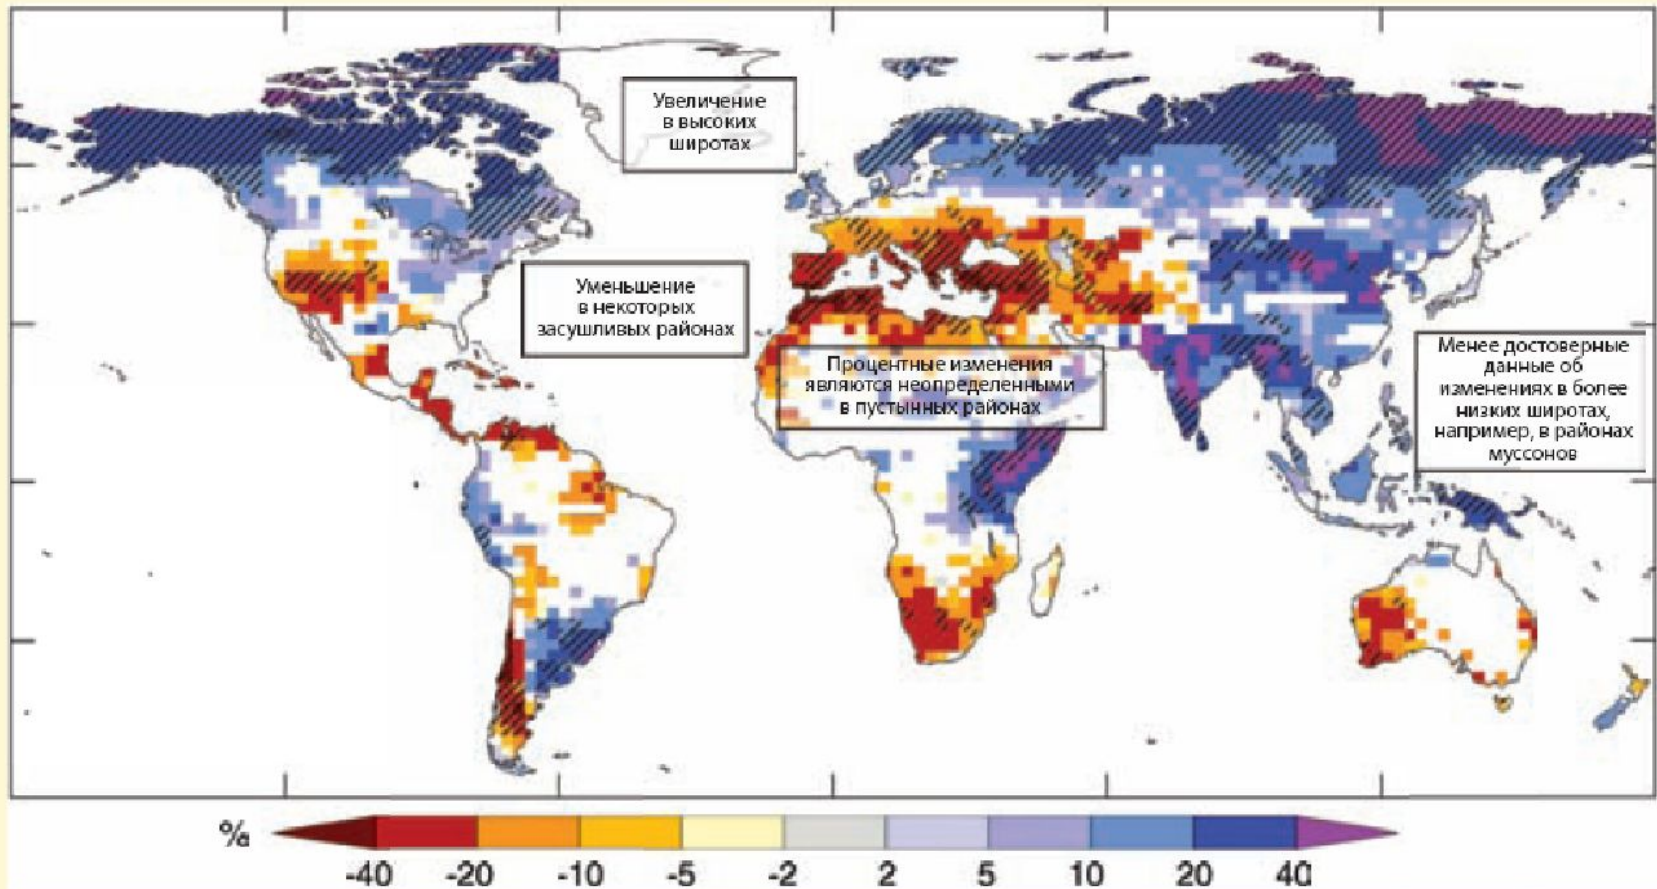 Увеличение
в высоких
широтах
Уменьшение
в некоторых
засушливых районах
Процентные изменения
являются неопределенными
в пустынных районах
Менее достоверные
данные об
изменениях в более
низких широтах,
например, в районах
муссонов
%
-40 -20 -10 -5 -2 2 5 10 20 40